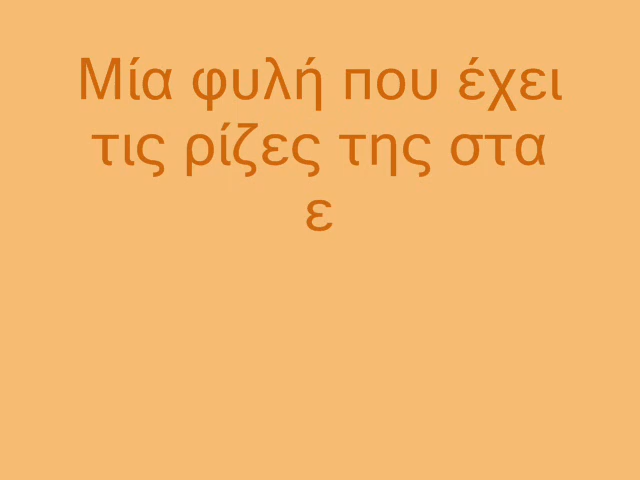 Μία φυλή που έχει
τις ρίζες της στα
ε